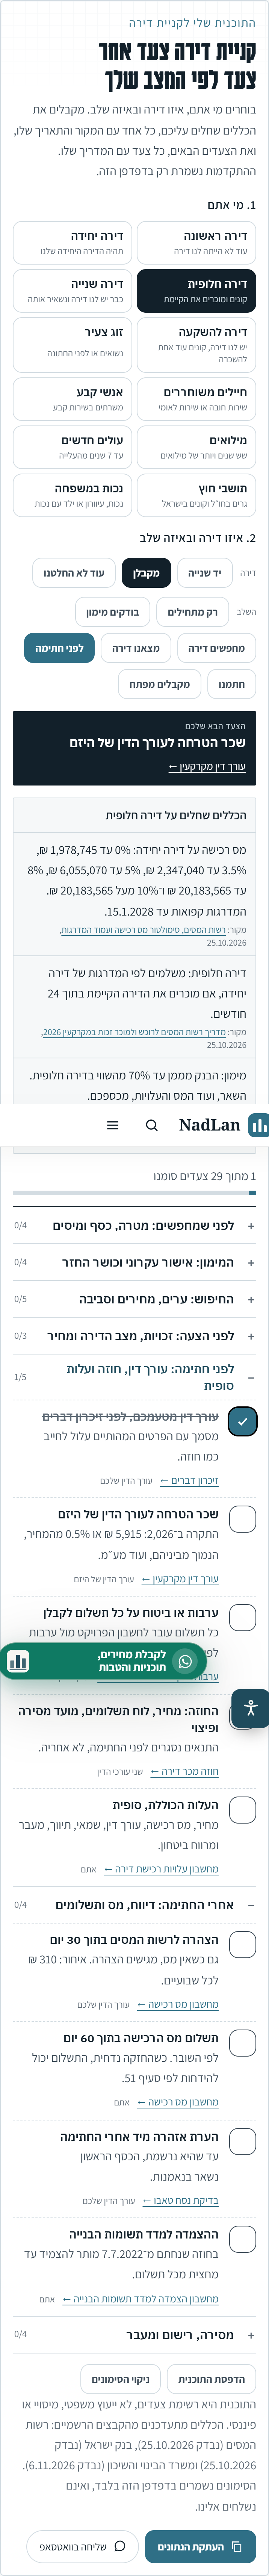 התוכנית שלי לקניית דירה
קניית דירה צעד אחר
צעד לפי המצב שלך
בוחרים מי אתם, איזו דירה ובאיזה שלב. מקבלים את
הכללים שחלים עליכם, כל אחד עם המקור והתאריך שלו,
ואת הצעדים הבאים, כל צעד עם המדריך שלו.
ההתקדמות נשמרת רק בדפדפן הזה.
1. מי אתם
דירה ראשונה
עוד לא הייתה לנו דירה
דירה יחידה
תהיה הדירה היחידה שלנו
דירה חלופית
קונים ומוכרים את הקיימת
דירה שנייה
כבר יש לנו דירה ונשאיר אותה
דירה להשקעה
יש לנו דירה, קונים עוד אחת
להשכרה
זוג צעיר
נשואים או לפני החתונה
חיילים משוחררים
שירות חובה או שירות לאומי
אנשי קבע
משרתים בשירות קבע
מילואים
שש שנים ויותר של מילואים
עולים חדשים
עד 7 שנים מהעלייה
תושבי חוץ
גרים בחו״ל וקונים בישראל
נכות במשפחה
נכות, עיוורון או ילד עם נכות
2. איזו דירה ובאיזה שלב
דירה
יד שנייה
מקבלן
עוד לא החלטנו
השלב
רק מתחילים
בודקים מימון
מחפשים דירה
מצאנו דירה
לפני חתימה
חתמנו
מקבלים מפתח
הצעד הבא שלכם
שכר הטרחה לעורך הדין של היזם
עורך דין מקרקעין ←
הכללים שחלים על דירה חלופית
מס רכישה על דירה יחידה: 0% עד 1,978,745 ₪,
3.5% עד 2,347,040 ₪, 5% עד 6,055,070 ₪, 8%
עד 20,183,565 ₪ ו־10% מעל 20,183,565 ₪.
המדרגות קפואות עד 15.1.2028.
מקור: רשות המסים, סימולטור מס רכישה ועמוד המדרגות,
25.10.2026
דירה חלופית: משלמים לפי המדרגות של דירה
יחידה, אם מוכרים את הדירה הקיימת בתוך 24
חודשים.
מקור: מדריך רשות המסים לרוכש ולמוכר זכות במקרקעין 2026,
25.10.2026
מימון: הבנק מממן עד 70% מהשווי בדירה חלופית.
השאר, ועוד המס והעלויות, מכספכם.
NadLan
1 מתוך 29 צעדים סומנו
+ לפני שמחפשים: מטרה, כסף ומיסים 0/4
+ המימון: אישור עקרוני וכושר החזר 0/4
+ החיפוש: ערים, מחירים וסביבה 0/5
+ לפני הצעה: זכויות, מצב הדירה ומחיר 0/3
− לפני חתימה: עורך דין, חוזה ועלות
סופית 1/5
עורך דין מטעמכם, לפני זיכרון דברים
מסמך עם הפרטים המהותיים עלול לחייב
כמו חוזה.
זיכרון דברים ← עורך הדין שלכם
שכר הטרחה לעורך הדין של היזם
התקרה ב־2026: 5,915 ₪ או 0.5% מהמחיר,
הנמוך מביניהם, ועוד מע״מ.
עורך דין מקרקעין ← עורך הדין של היזם
ערבות או ביטוח על כל תשלום לקבלן
כל תשלום עובר לחשבון הפרויקט מול ערבות
לקבלת מחירים,
תוכניות והטבות
החוזה: מחיר, לוח תשלומים, מועד מסירה
ופיצוי
התנאים נסגרים לפני החתימה, לא אחריה.
חוזה מכר דירה ← שני עורכי הדין
העלות הכוללת, סופית
מחיר, מס רכישה, עורך דין, שמאי, תיווך, מעבר
ומרווח ביטחון.
מחשבון עלויות רכישת דירה ← אתם
− אחרי החתימה: דיווח, מס ותשלומים 0/4
הצהרה לרשות המסים בתוך 30 יום
גם כשאין מס, מגישים הצהרה. איחור: 310 ₪
לכל שבועיים.
מחשבון מס רכישה ← עורך הדין שלכם
תשלום מס הרכישה בתוך 60 יום
לפי השובר. כשהחזקה נדחית, התשלום יכול
להידחות לפי סעיף 51.
מחשבון מס רכישה ← אתם
הערת אזהרה מיד אחרי החתימה
עד שהיא נרשמת, הכסף הראשון
נשאר בנאמנות.
בדיקת נסח טאבו ← עורך הדין שלכם
ההצמדה למדד תשומות הבנייה
בחוזה שנחתם מ־7.7.2022 מותר להצמיד עד
מחצית מכל תשלום.
מחשבון הצמדה למדד תשומות הבנייה ← אתם
+ מסירה, רישום ומעבר 0/4
הדפסת התוכנית
ניקוי הסימונים
התוכנית היא רשימת צעדים, לא ייעוץ משפטי, מיסויי או
פיננסי. הכללים מתעדכנים מהקבצים הרשמיים: רשות
המסים (נבדק 25.10.2026), בנק ישראל (נבדק
25.10.2026) ומשרד הבינוי והשיכון (נבדק 6.11.2026).
הסימונים נשמרים בדפדפן הזה בלבד, ואינם
נשלחים אלינו.
העתקת הנתונים
שליחה בוואטסאפ